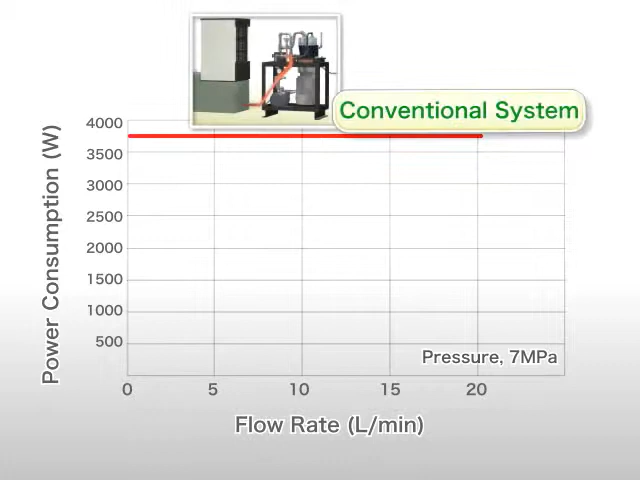 Conventional System
Power Consumption (W)
4000
3500
3000
2500
2000
1500
1000
500
Pressure, 7MPa
0 5 10 15 20
Flow Rate (L/min)